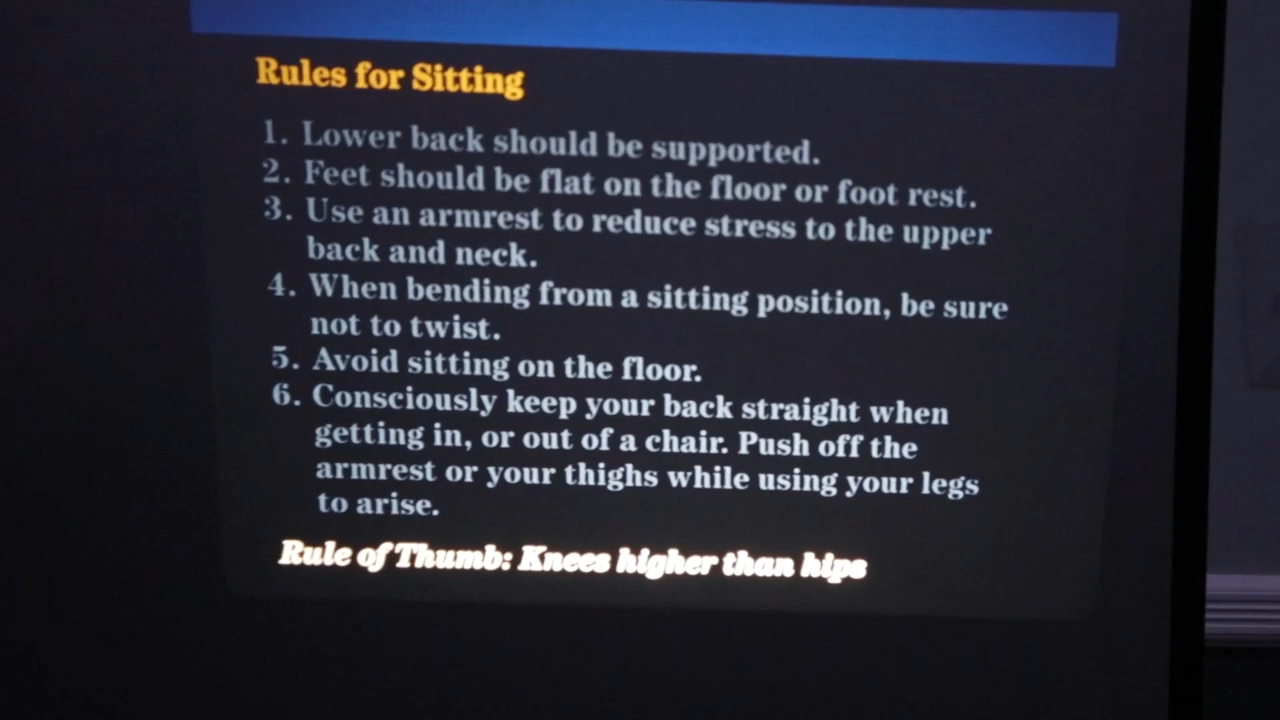 Rules for Sitting
1. Lower back should be supported.
2. Feet should be flat on the floor or foot rest.
3. Use an armrest to reduce stress to the upper
back and neck.
4. When bending from a sitting position, be sure
not to twist.
5. Avoid sitting on the floor.
6. Consciously keep your back straight when
getting in, or out of a chair. Push off the
armrest or your thighs while using your legs
to arise.
Rule of Thumb: Knees higher than hips